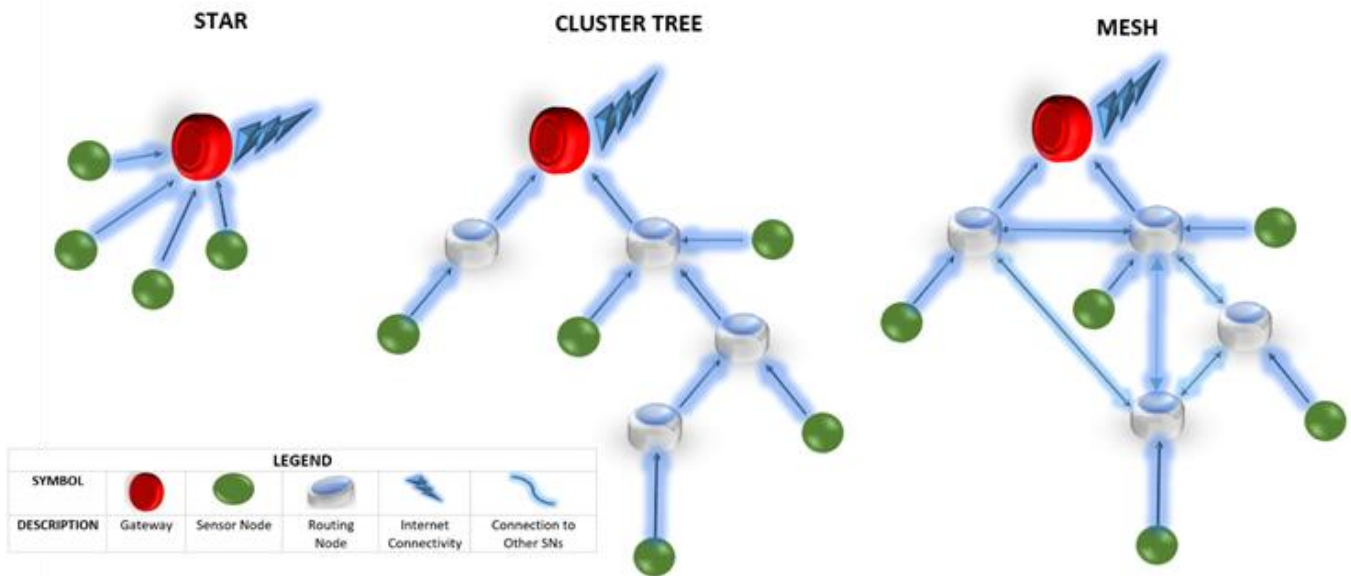 STAR
CLUSTER TREE
MESH
LEGEND
SYMBOL
DESCRIPTION
Gateway
Sensor Node
Routing
Node
Internet
Connectivity
Connection to
Other SNs